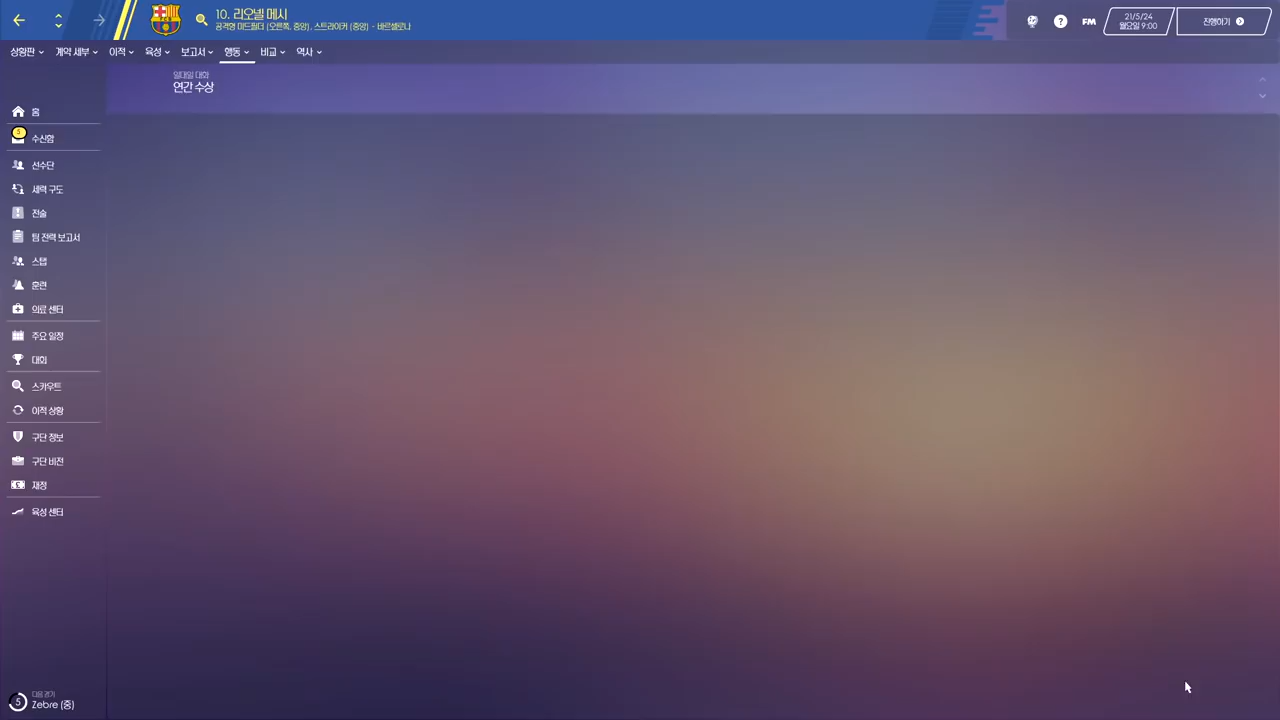 10. 리오넬 메시
공격형 미드필더 (오른쪽, 중앙), 스트라이커 (중앙) - 바르셀로나
?
FM
21/5/24
월요일 9:00
진행하기
상황판
계약 세부
이적
육성
보고서
행동
비교
역사
일대일 대화
연간 수상
홈
5
수신함
선수단
세력 구도
전술
팀 전력 보고서
스탭
훈련
의료 센터
주요 일정
대회
스카우트
이적 상황
구단 정보
구단 비전
재정
육성 센터
5
다음 경기
Zebre (중)